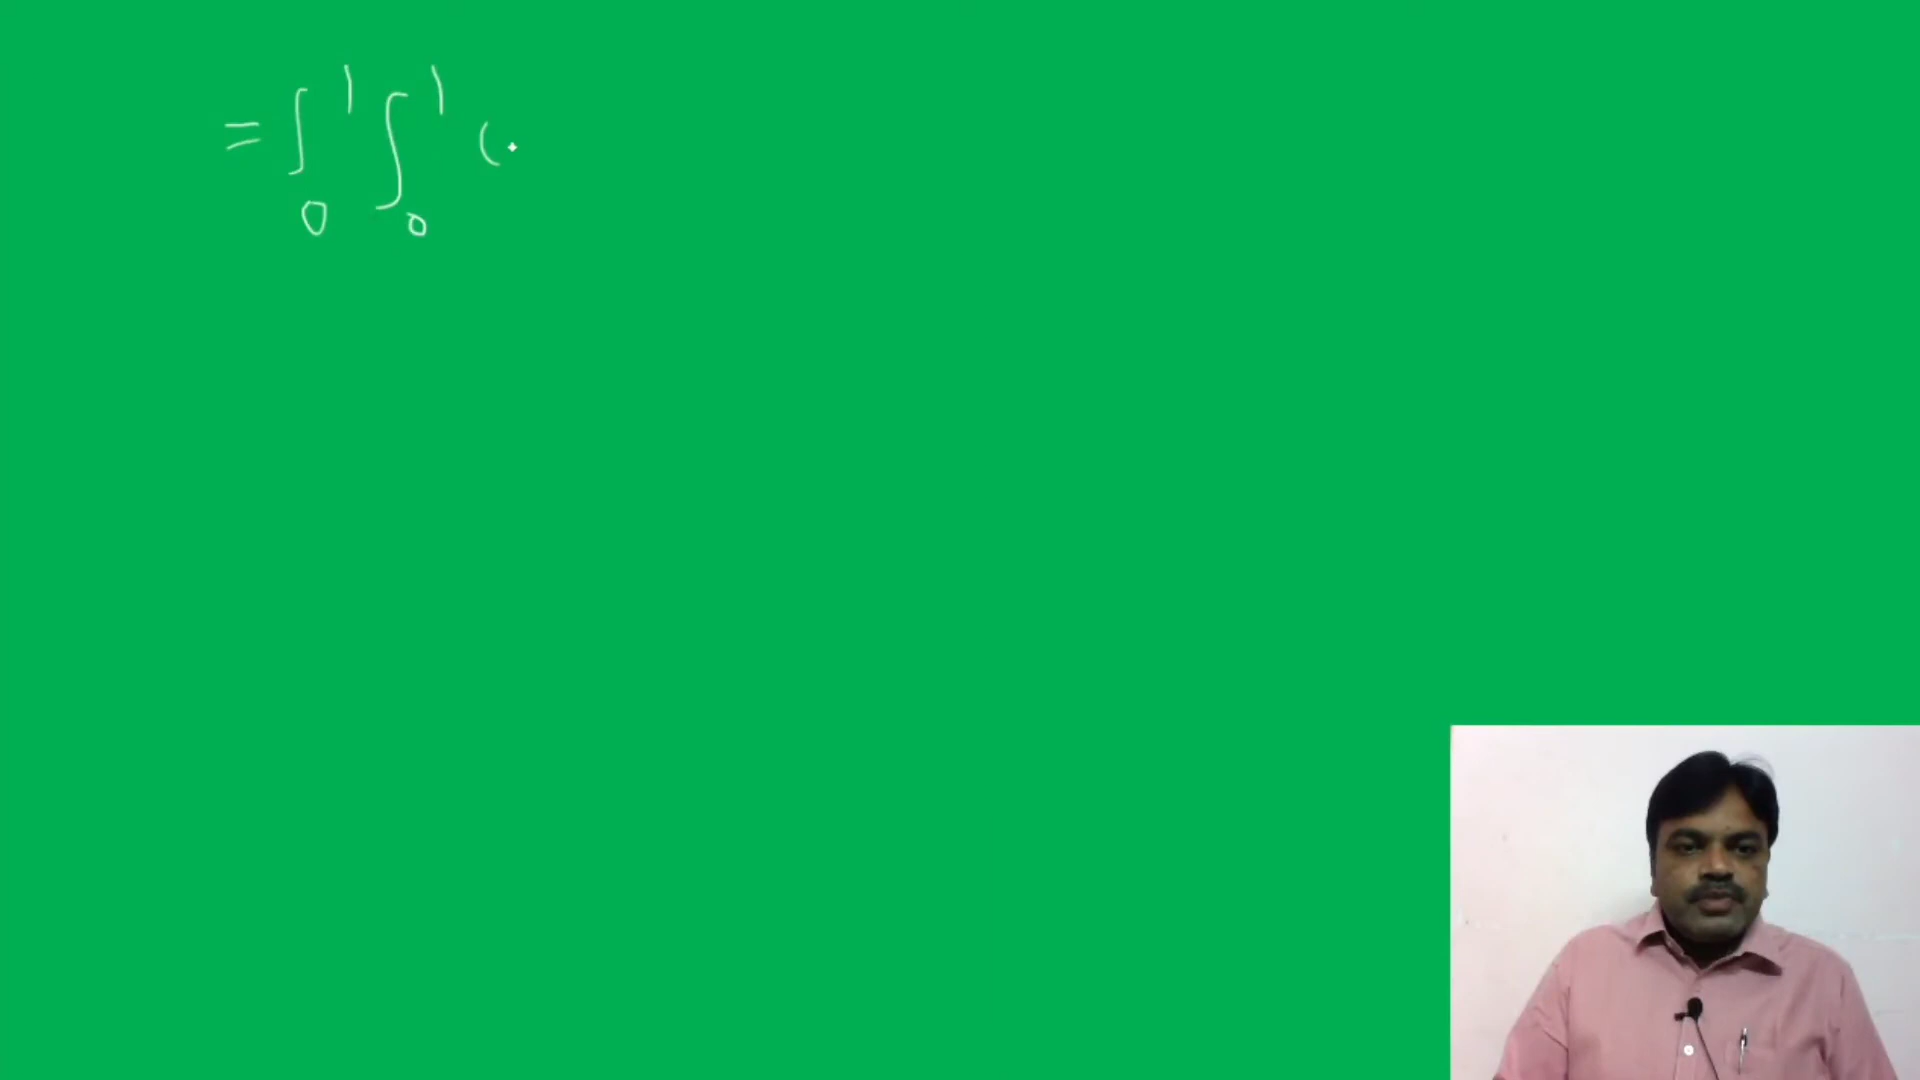 = ∫₀¹ ∫₀¹ (